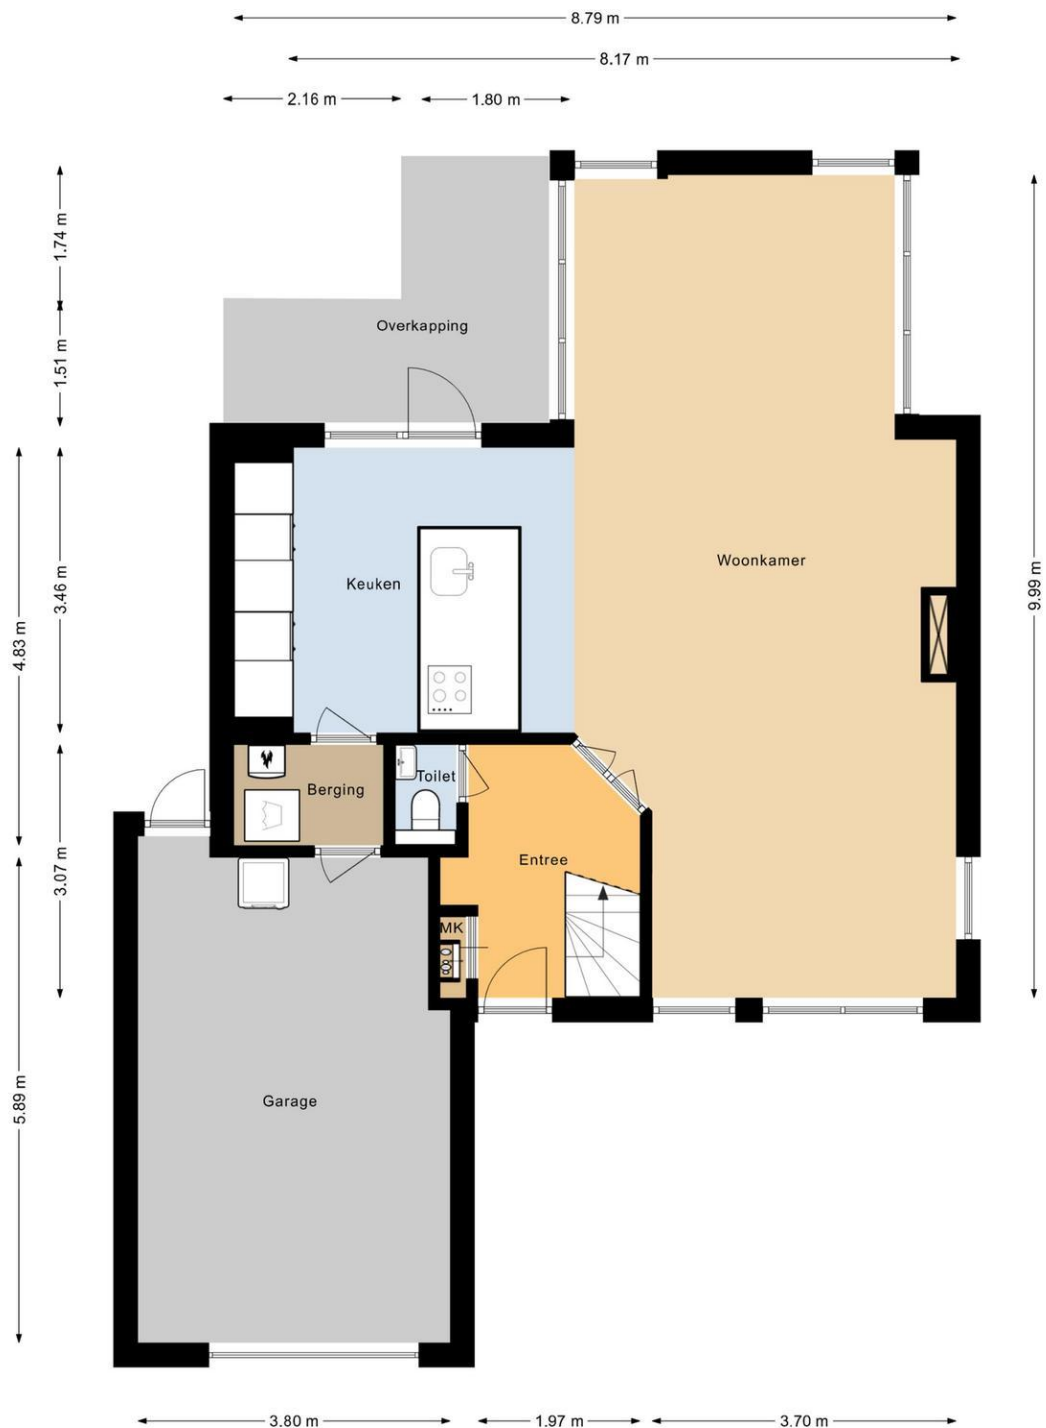 8.79 m
8.17 m
2.16 m
1.80 m
1.74 m
1.51 m
Overkapping
Woonkamer
Keuken
3.46 m
4.83 m
9.99 m
Toilet
Berging
Entree
3.07 m
MK
Garage
5.89 m
3.80 m
1.97 m
3.70 m